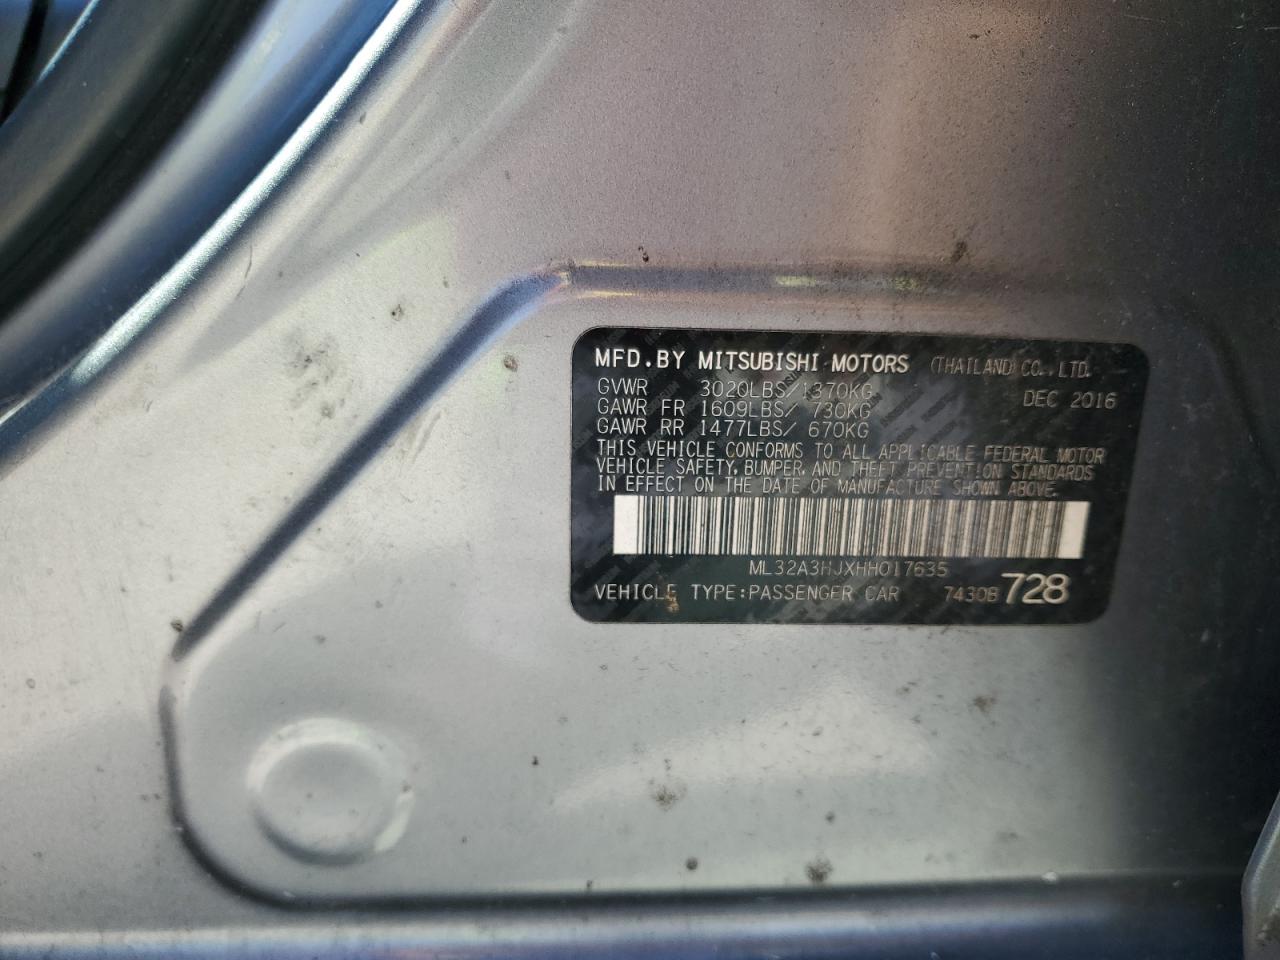 MFD.BY MITSUBISHI MOTORS (THAILAND) CO., LTD.
GVWR 3020LBS/1370KG DEC 2016
GAWR FR 1609LBS/ 730KG
GAWR RR 1477LBS/ 670KG
THIS VEHICLE CONFORMS TO ALL APPLICABLE FEDERAL MOTOR
VEHICLE SAFETY, BUMPER, AND THEFT PREVENTION STANDARDS
IN EFFECT ON THE DATE OF MANUFACTURE SHOWN ABOVE.
ML32A3HJXHH017635
VEHICLE TYPE:PASSENGER CAR 7430B 728